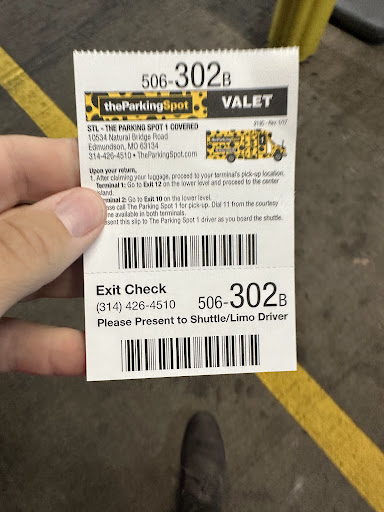 506-302B
theParkingSpot VALET
STL - THE PARKING SPOT 1 COVERED
10534 Natural Bridge Road
Edmundson, MO 63134
314-426-4510 • TheParkingSpot.com
Upon your return,
1. After claiming your luggage, proceed to your terminal's pick-up location.
Terminal 1: Go to Exit 12 on the lower level and proceed to the center
land.
minal 2: Go to Exit 10 on the lower level.
call The Parking Spot 1 for pick-up. Dial 11 from the courtesy
available in both terminals.
this slip to The Parking Spot 1 driver as you board the shuttle.
Exit Check
(314) 426-4510 506-302B
Please Present to Shuttle/Limo Driver